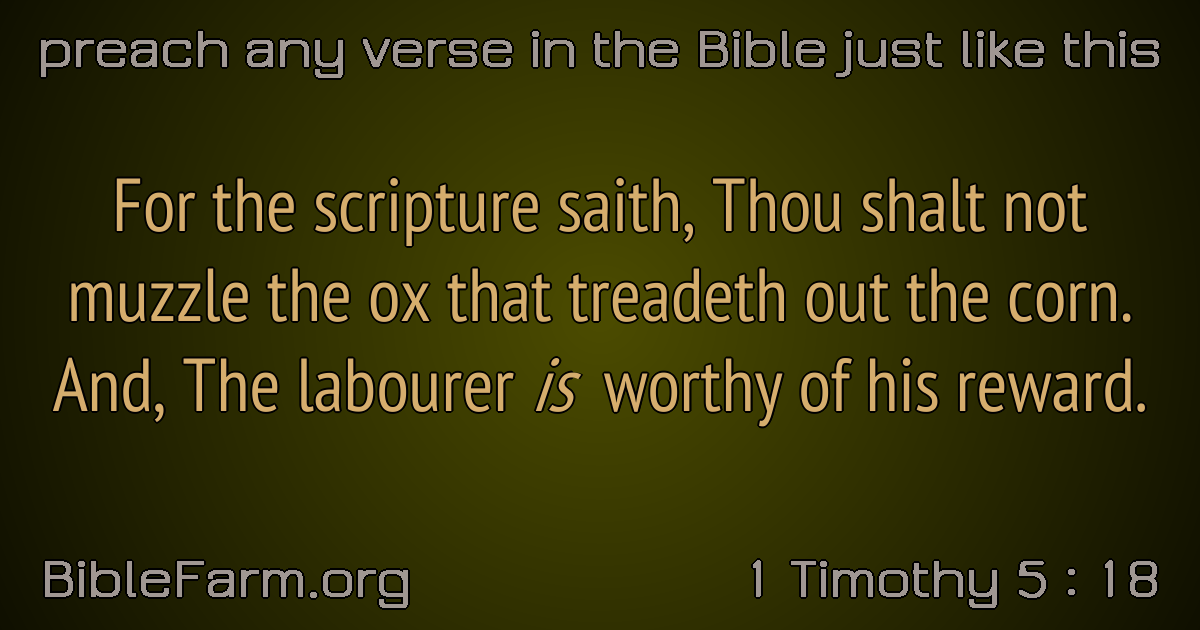 preach any verse in the Bible just like this
For the scripture saith, Thou shalt not
muzzle the ox that treadeth out the corn.
And, The labourer is worthy of his reward.
BibleFarm.org
1 Timothy 5 : 18